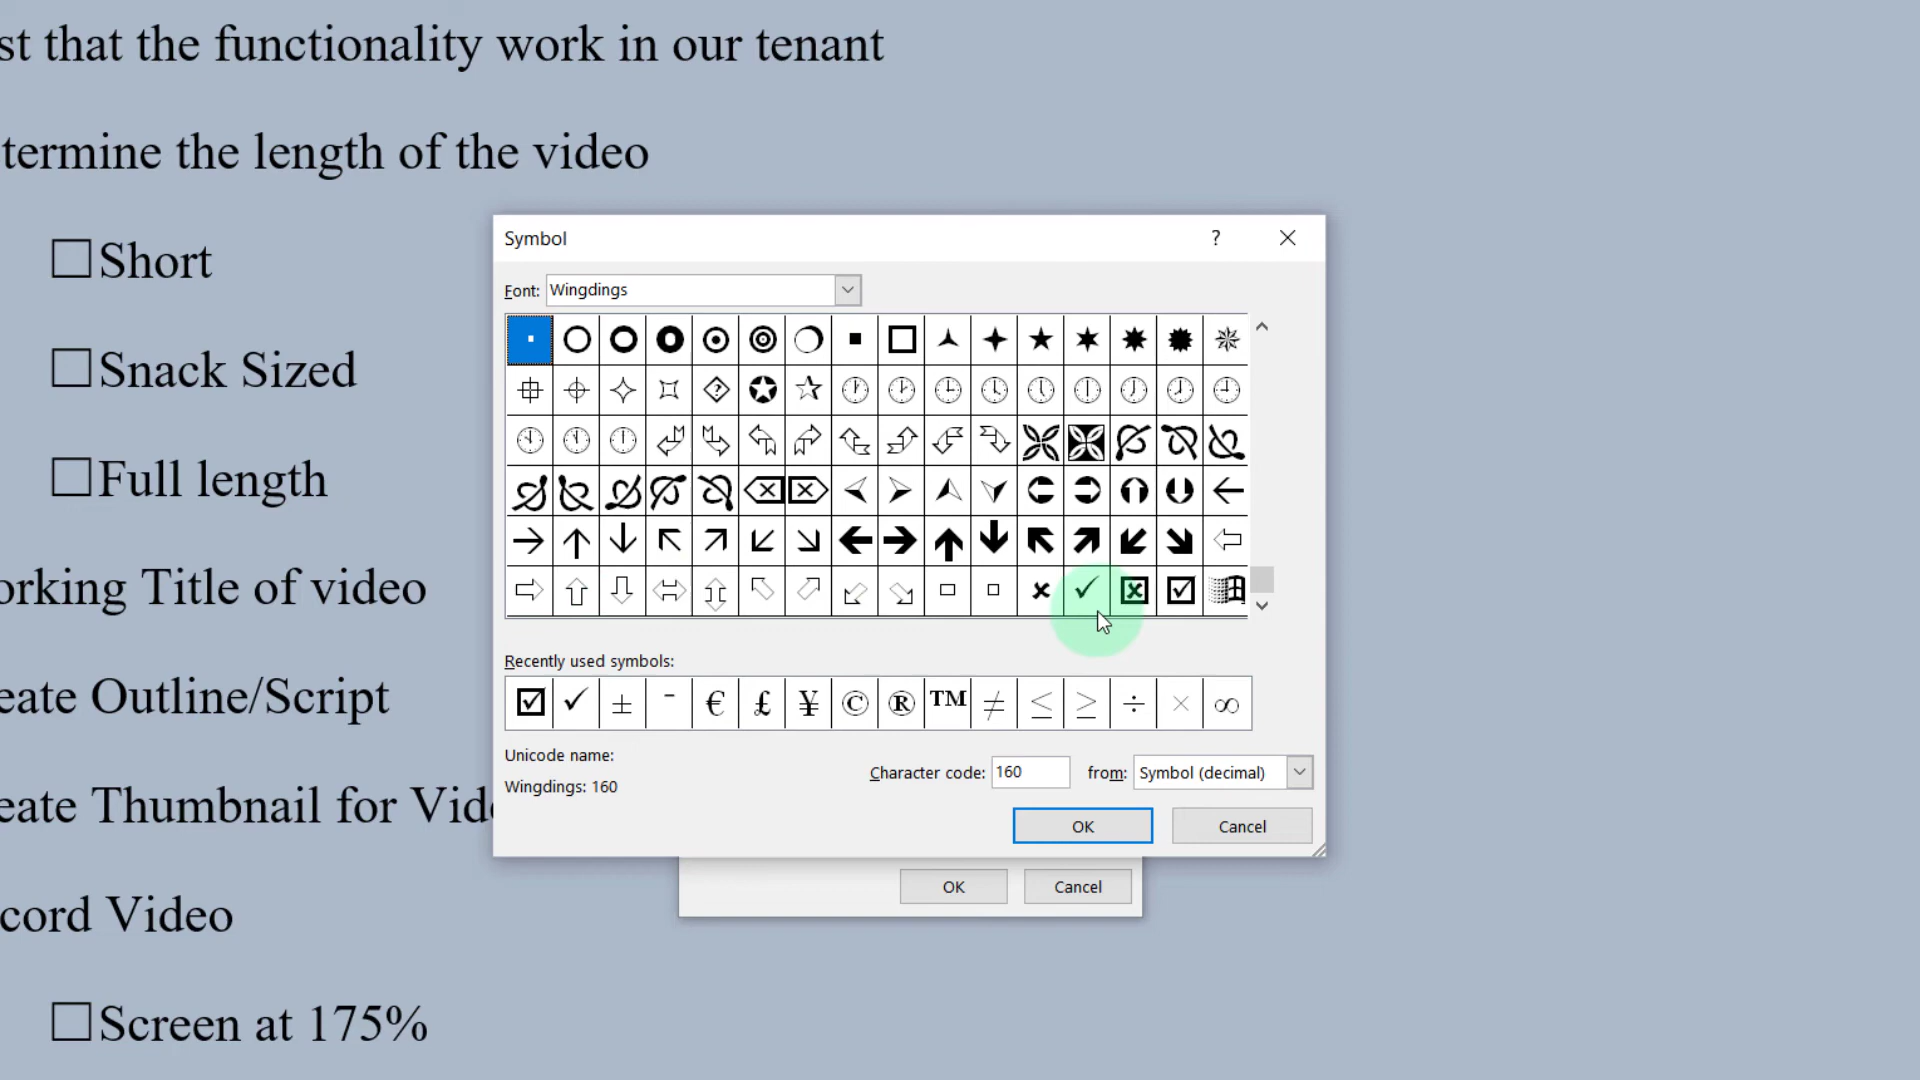 st that the functionality work in our tenant
termine the length of the video
☐Short
☐Snack Sized
☐Full length
orking Title of video
eate Outline/Script
eate Thumbnail for Vid
cord Video
☐Screen at 175%
Symbol
?
Font: Wingdings
Recently used symbols:
± ¯ € £ ¥ © ® ™ ≠ ≤ ≥ ÷ × ∞
Unicode name:
Wingdings: 160
Character code: 160 from: Symbol (decimal)
OK Cancel
OK Cancel